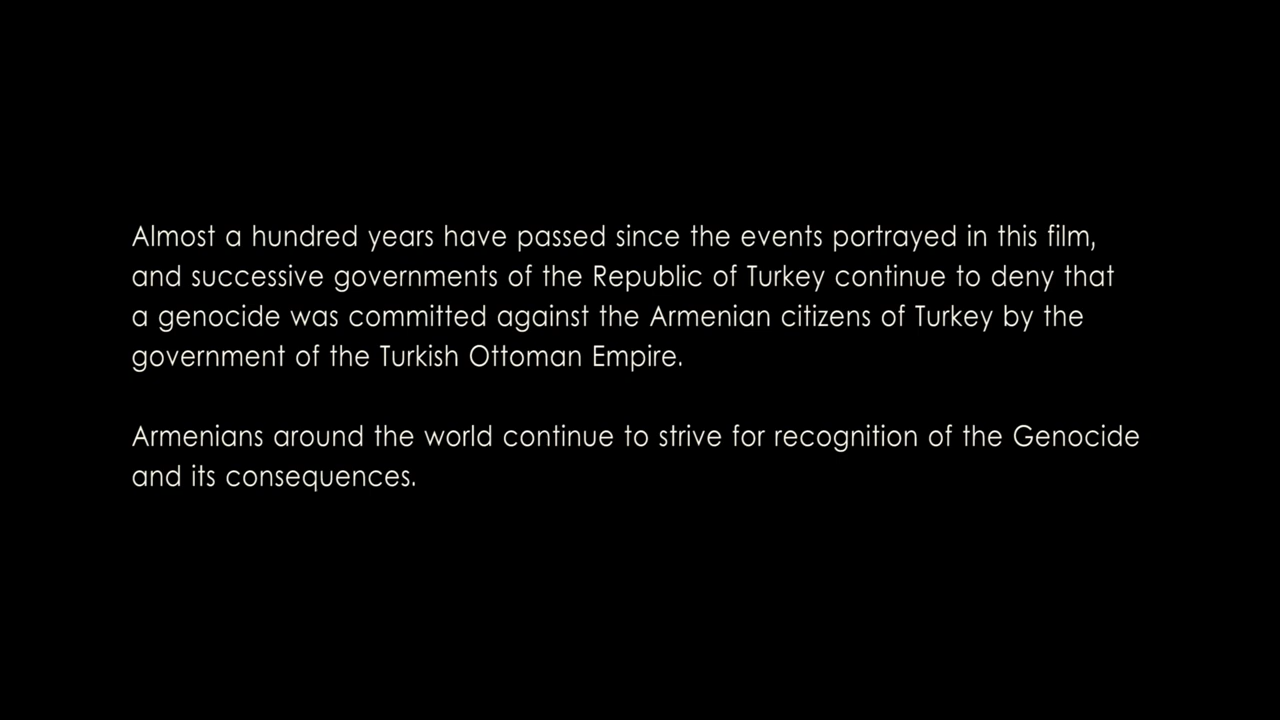 Almost a hundred years have passed since the events portrayed in this film,
and successive governments of the Republic of Turkey continue to deny that
a genocide was committed against the Armenian citizens of Turkey by the
government of the Turkish Ottoman Empire.
Armenians around the world continue to strive for recognition of the Genocide
and its consequences.